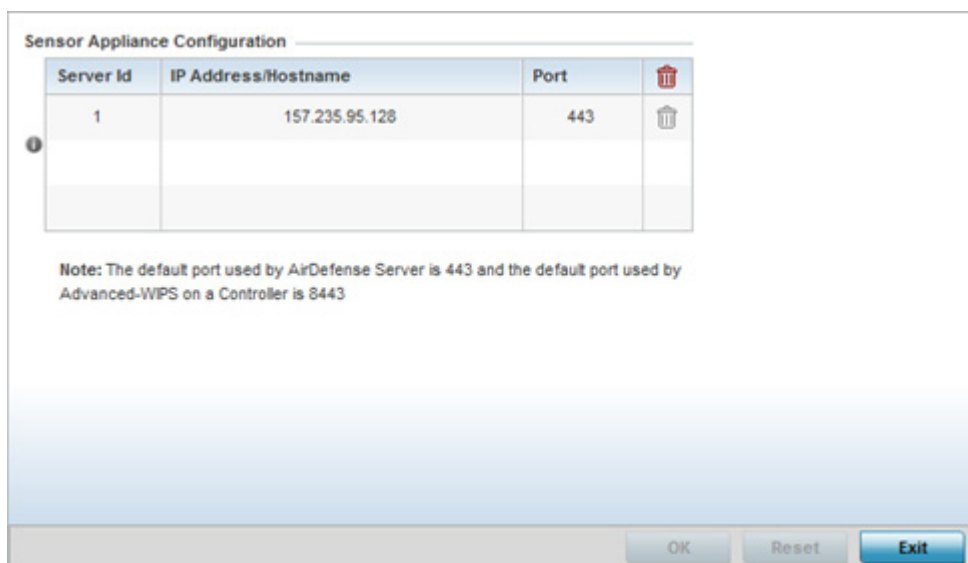 Sensor Appliance Configuration
Server Id IP Address/Hostname Port
1 157.235.95.128 443
Note: The default port used by AirDefense Server is 443 and the default port used by
Advanced-WIPS on a Controller is 8443
OK Reset Exit